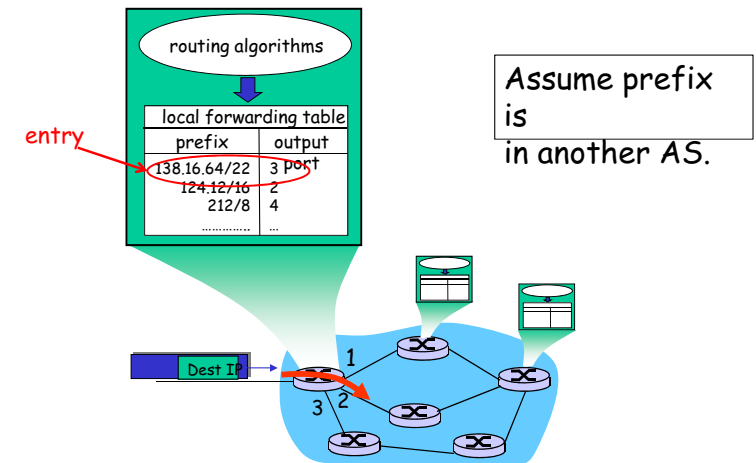 routing algorithms
local forwarding table
prefix
output
port
entry
138.16.64/22 3
124.12/16 2
212/8 4
………….. …
Assume prefix
is
in another AS.
Dest IP
1
2
3